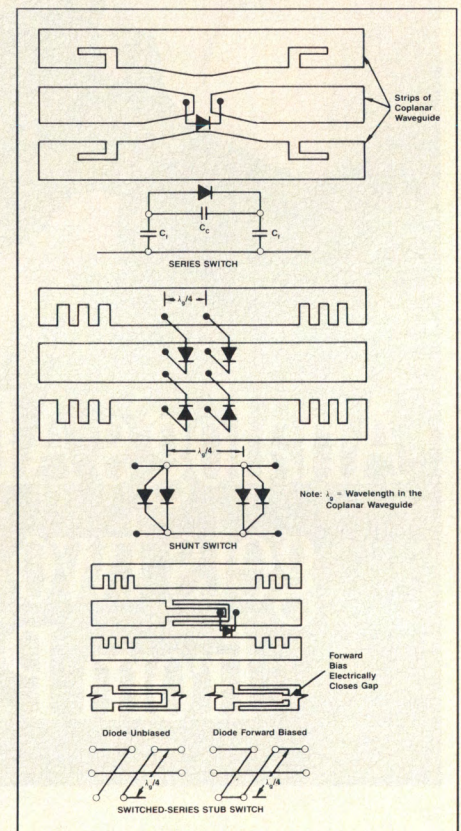 Strips of
Coplanar
Waveguide
Cc
C1
C1
SERIES SWITCH
λg/4
λg/4
Note: λg = Wavelength in the
Coplanar Waveguide
SHUNT SWITCH
Forward
Bias
Electrically
Closes Gap
Diode Unbiased
Diode Forward Biased
λg/4
λg/4
SWITCHED-SERIES STUB SWITCH